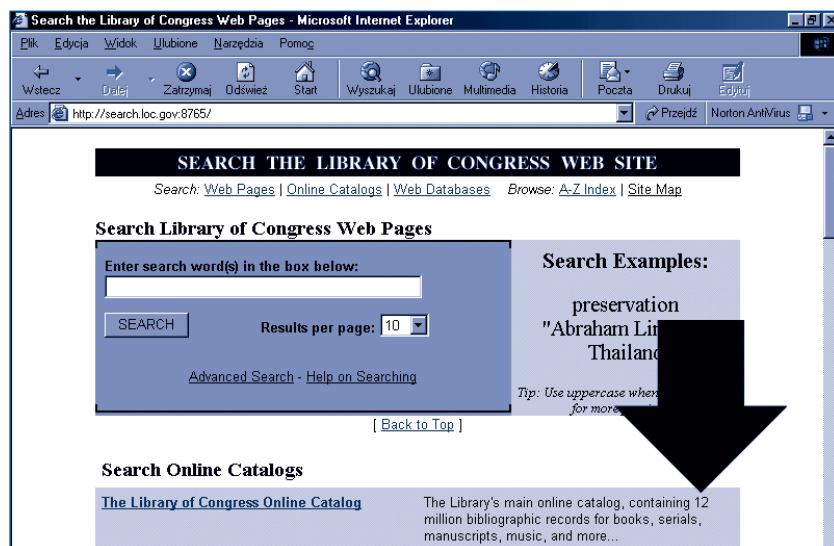 Search the Library of Congress Web Pages - Microsoft Internet Explorer
Plik Edycja Widok Ulubione Narzędzia Pomoc
Wstecz Dalej Zatrzymaj Odśwież Start Wyszukaj Ulubione Multimedia Historia Poczta Drukuj Edytuj
Adres http://search.loc.gov:8765/ Przejdź Norton AntiVirus
SEARCH THE LIBRARY OF CONGRESS WEB SITE
Search: Web Pages | Online Catalogs | Web Databases Browse: A-Z Index | Site Map
Search Library of Congress Web Pages
Enter search word(s) in the box below:
SEARCH
Results per page: 10
Advanced Search - Help on Searching
Search Examples:
preservation
"Abraham
Tip: Use uppercase
for more
[ Back to Top ]
Search Online Catalogs
The Library of Congress Online Catalog
The Library's main online catalog, containing 12
million bibliographic records for books, serials,
manuscripts, music, and more...